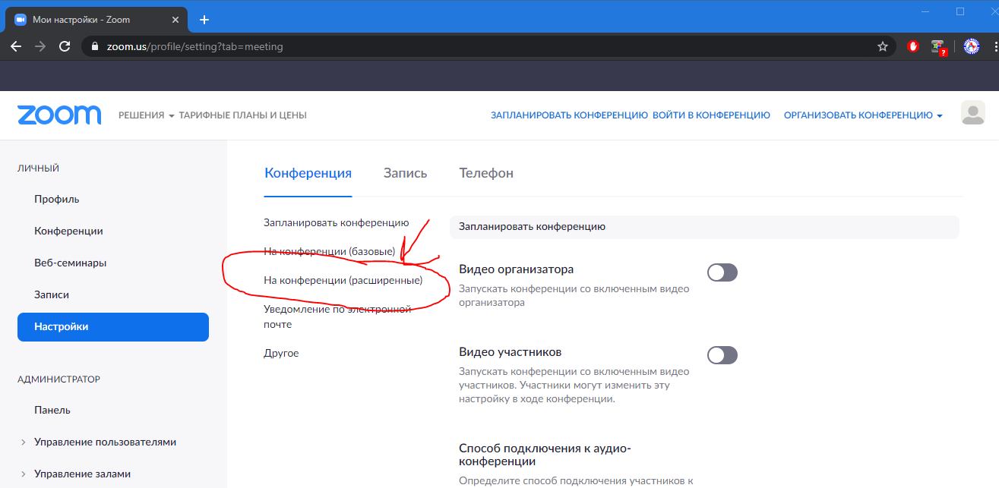 Мои настройки - Zoom
zoom.us/profile/setting?tab=meeting
?
zoom
РЕШЕНИЯ ТАРИФНЫЕ ПЛАНЫ И ЦЕНЫ
ЗАПЛАНИРОВАТЬ КОНФЕРЕНЦИЮ ВОЙТИ В КОНФЕРЕНЦИЮ ОРГАНИЗОВАТЬ КОНФЕРЕНЦИЮ
ЛИЧНЫЙ
Профиль
Конференции
Веб-семинары
Записи
Настройки
АДМИНИСТРАТОР
Панель
Управление пользователями
Управление залами
Конференция Запись Телефон
Запланировать конференцию
На конференции (базовые)
На конференции (расширенные)
Уведомление по электронной
почте
Другое
Запланировать конференцию
Видео организатора
Запускать конференции со включенным видео
организатора
Видео участников
Запускать конференции со включенным видео
участников. Участники могут изменить эту
настройку в ходе конференции.
Способ подключения к аудио-
конференции
Определите способ подключения участников к